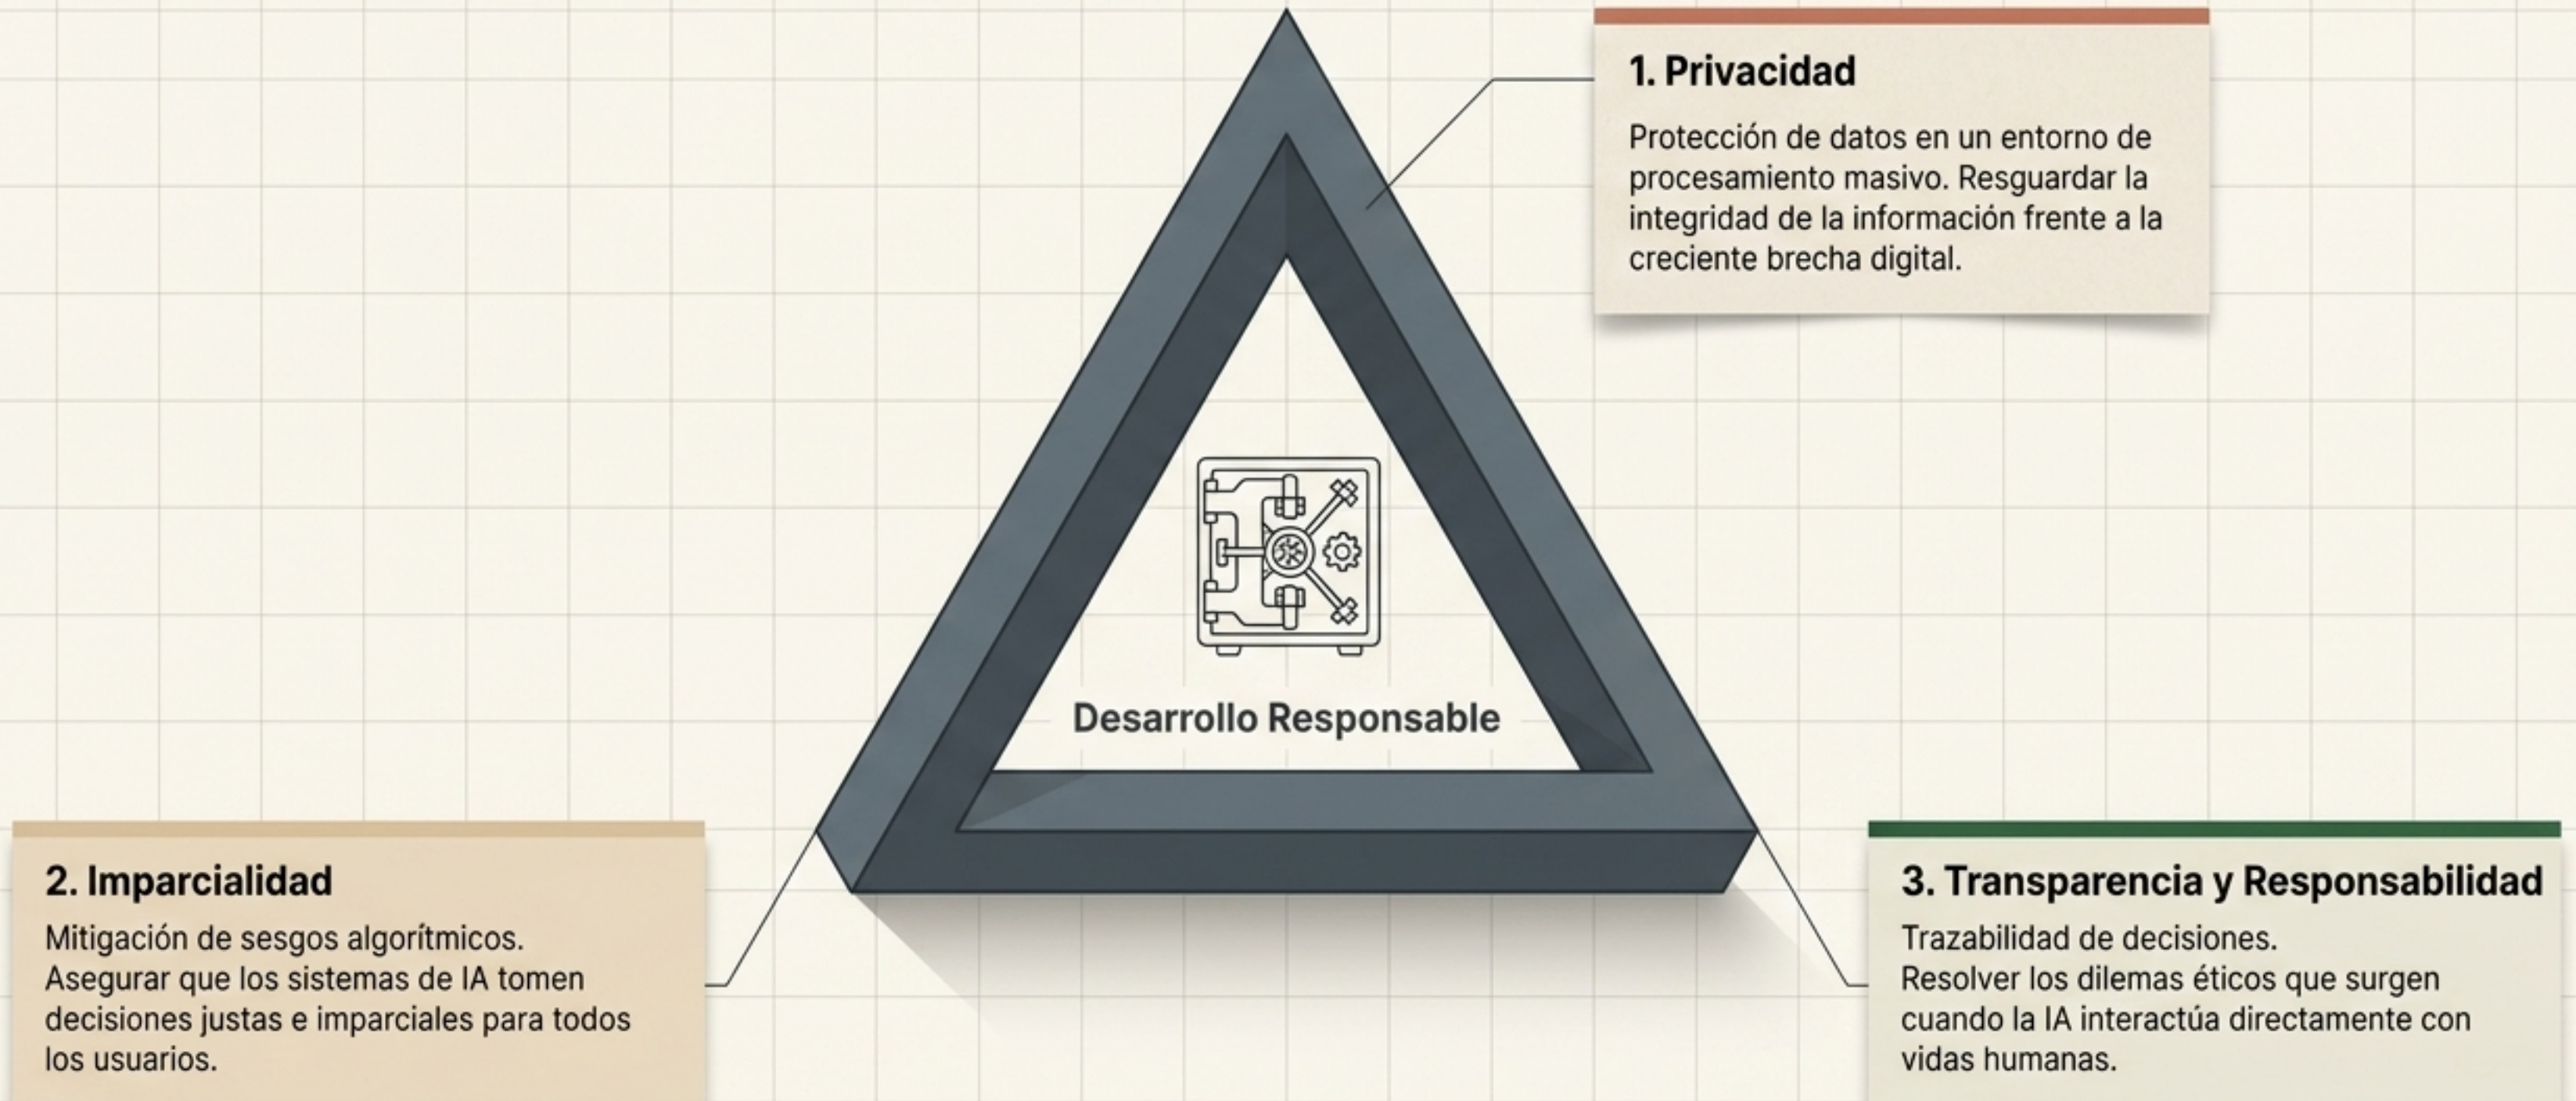 1. Privacidad
Protección de datos en un entorno de
procesamiento masivo. Resguardar la
integridad de la información frente a la
creciente brecha digital.
Desarrollo Responsable
2. Imparcialidad
Mitigación de sesgos algorítmicos.
Asegurar que los sistemas de IA tomen
decisiones justas e imparciales para todos
los usuarios.
3. Transparencia y Responsabilidad
Trazabilidad de decisiones.
Resolver los dilemas éticos que surgen
cuando la IA interactúa directamente con
vidas humanas.